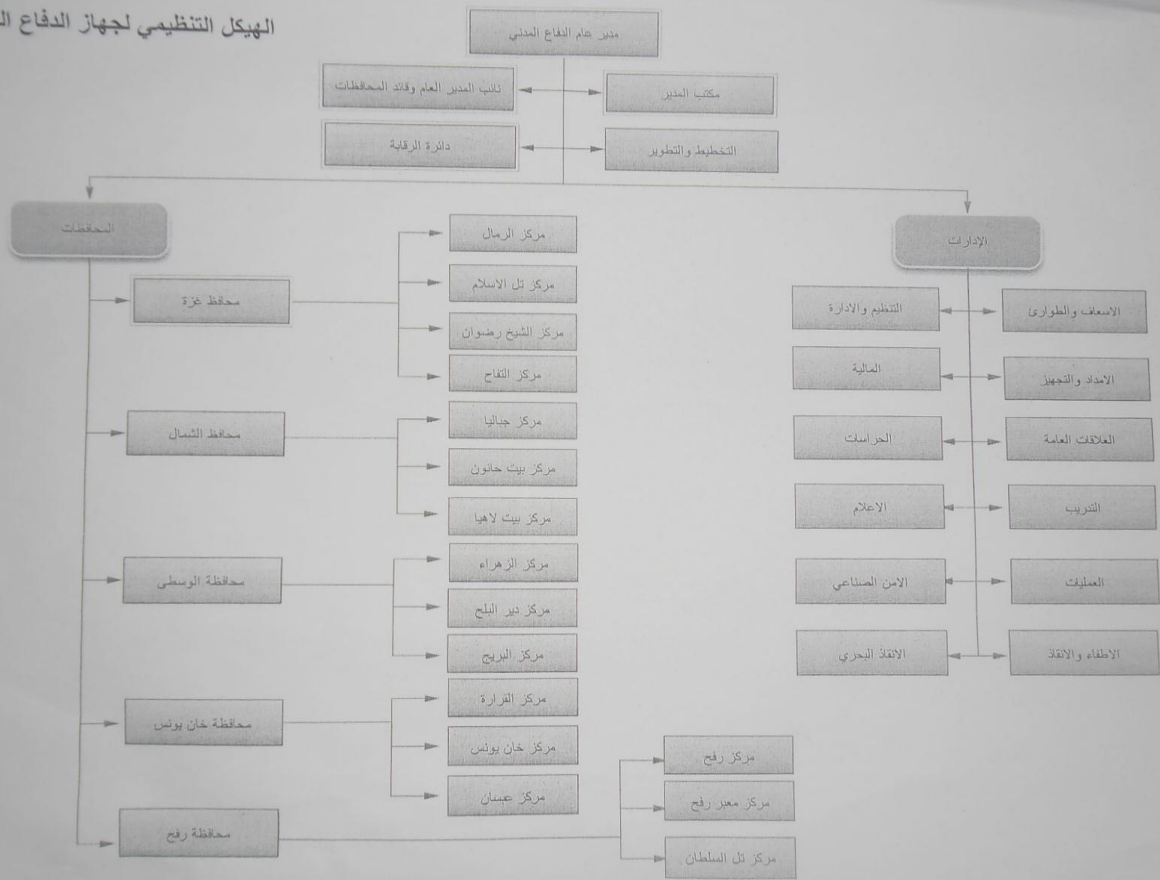 الهيكل التنظيمي لجهاز الدفاع
مدير عام الدفاع المدني
مكتب المدير
نائب المدير العام وقائد المحافظات
التخطيط والتطوير
دائرة الرقابة
الإدارات
الاسعاف والطوارئ
التنظيم والادارة
الامداد والتجهيز
المالية
العلاقات العامة
الحراسات
التدريب
الاعلام
العمليات
الامن الصناعي
الاطفاء والانقاذ
الانقاذ البحري
المحافظات
محافظ غزة
مركز الرمال
مركز تل الاسلام
مركز الشيخ رضوان
مركز التفاح
محافظ الشمال
مركز جباليا
مركز بيت حانون
مركز بيت لاهيا
محافظة الوسطى
مركز الزهراء
مركز دير البلح
مركز البريج
محافظة خان يونس
مركز القرارة
مركز خان يونس
مركز عبسان
محافظة رفح
مركز رفح
مركز معبر رفح
مركز تل السلطان